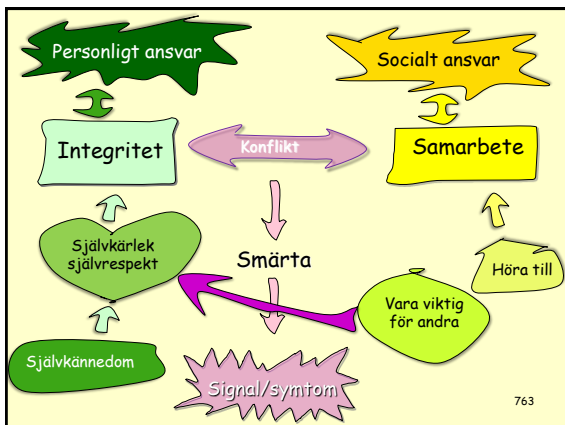 Personligt ansvar
Socialt ansvar
Integritet
Konflikt
Samarbete
Självkärlek
självrespekt
Smärta
Höra till
Vara viktig
för andra
Självkännedom
Signal/symtom
763